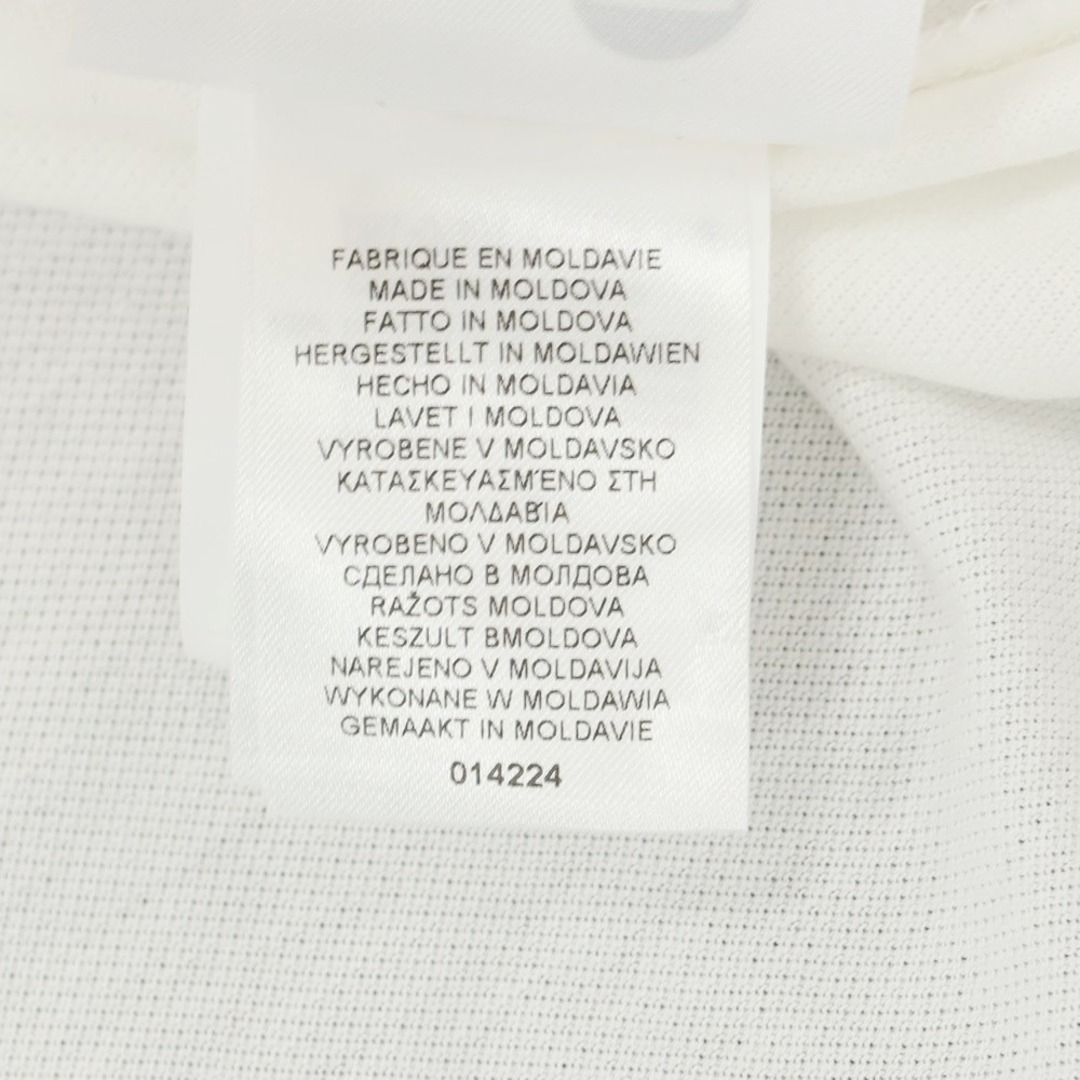 FABRIQUE EN MOLDAVIE
MADE IN MOLDOVA
FATTO IN MOLDOVA
HERGESTELLT IN MOLDAWIEN
HECHO IN MOLDAVIA
LAVET I MOLDOVA
VYROBENE V MOLDAVSKO
ΚΑΤΑΣΚΕΥΑΣΜΈΝΟ ΣΤΗ
ΜΟΛΔΑΒΊΑ
VYROBENO V MOLDAVSKO
СДЕЛАНО В МОЛДОВА
RAŽOTS MOLDOVA
KESZULT BMOLDOVA
NAREJENO V MOLDAVIJA
WYKONANE W MOLDAWIA
GEMAAKT IN MOLDAVIE
014224